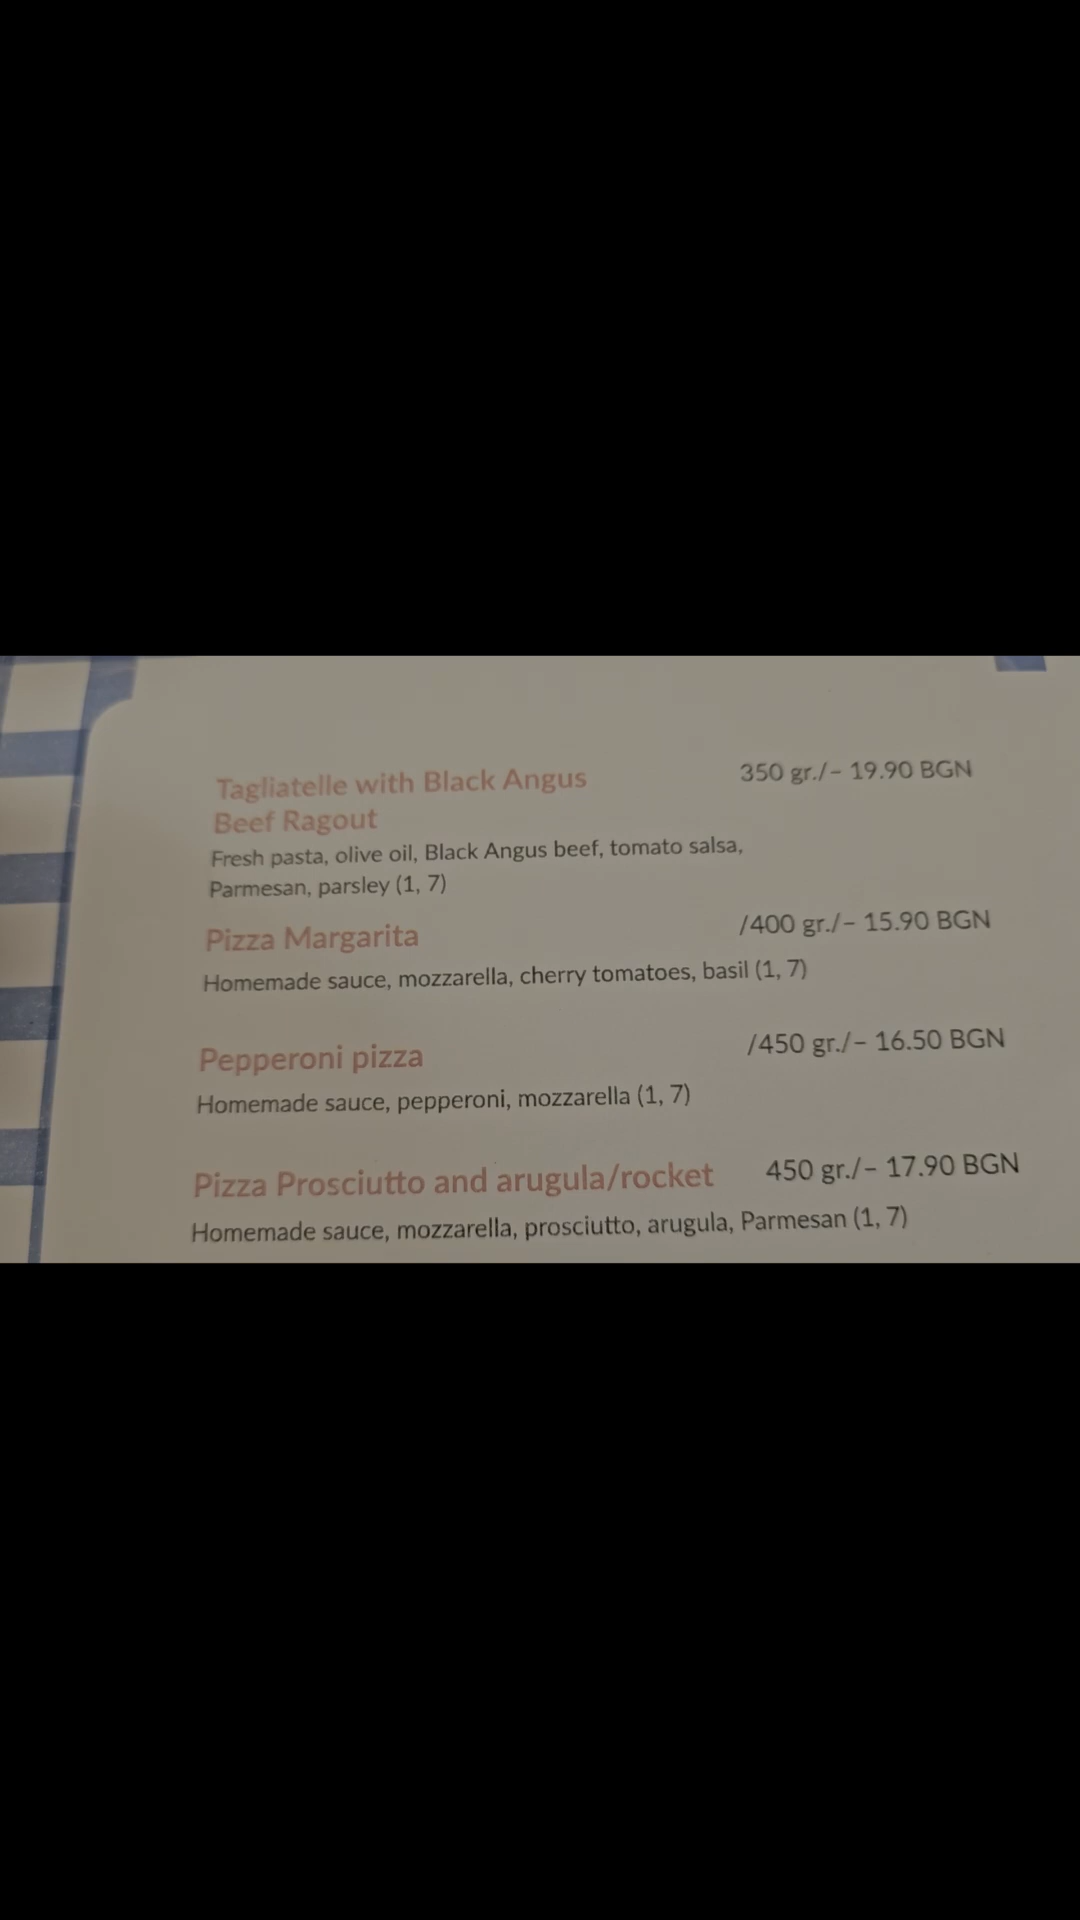 Tagliatelle with Black Angus 350 gr./– 19.90 BGN
Beef Ragout
Fresh pasta, olive oil, Black Angus beef, tomato salsa,
Parmesan, parsley (1, 7)
Pizza Margarita /400 gr./– 15.90 BGN
Homemade sauce, mozzarella, cherry tomatoes, basil (1, 7)
Pepperoni pizza /450 gr./– 16.50 BGN
Homemade sauce, pepperoni, mozzarella (1, 7)
Pizza Prosciutto and arugula/rocket 450 gr./– 17.90 BGN
Homemade sauce, mozzarella, prosciutto, arugula, Parmesan (1, 7)